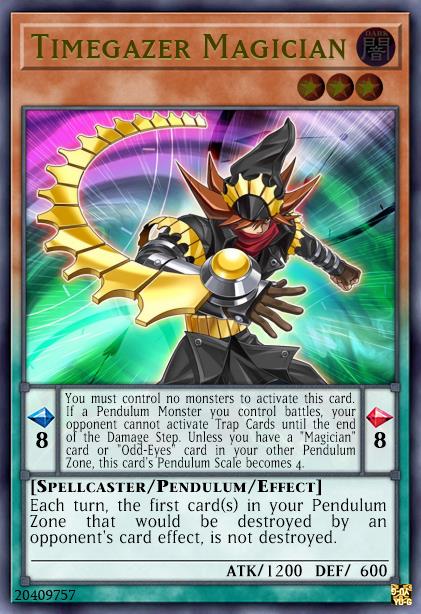 Timegazer Magician
DARK
闇
You must control no monsters to activate this card.
If a Pendulum Monster you control battles, your
opponent cannot activate Trap Cards until the end
of the Damage Step. Unless you have a "Magician"
card or "Odd-Eyes" card in your other Pendulum
Zone, this card's Pendulum Scale becomes 4.
8
8
[Spellcaster/Pendulum/Effect]
Each turn, the first card(s) in your Pendulum
Zone that would be destroyed by an
opponent's card effect, is not destroyed.
ATK/1200 DEF/ 600
20409757